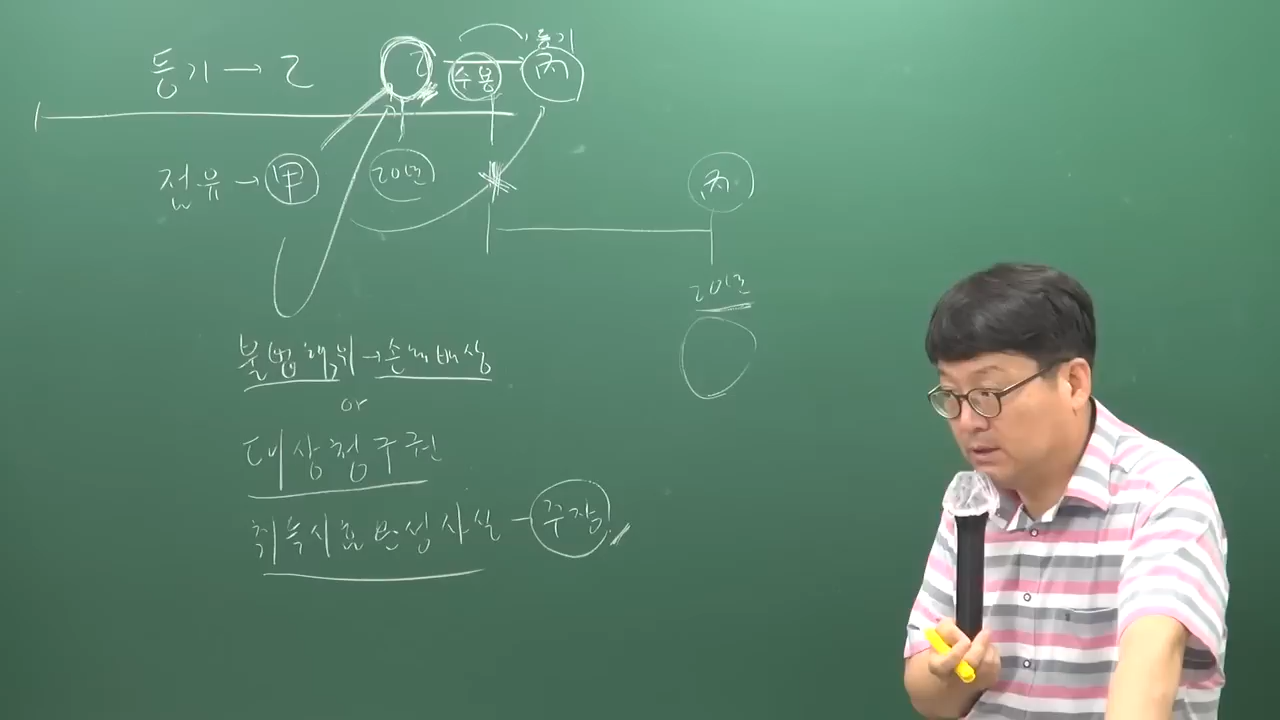 등기 → 乙 乙 수용 등기 丙
점유 → 甲 20년
丙
20년
불법행위 → 손해배상
or
대상청구권
취득시효완성사실 - 주장